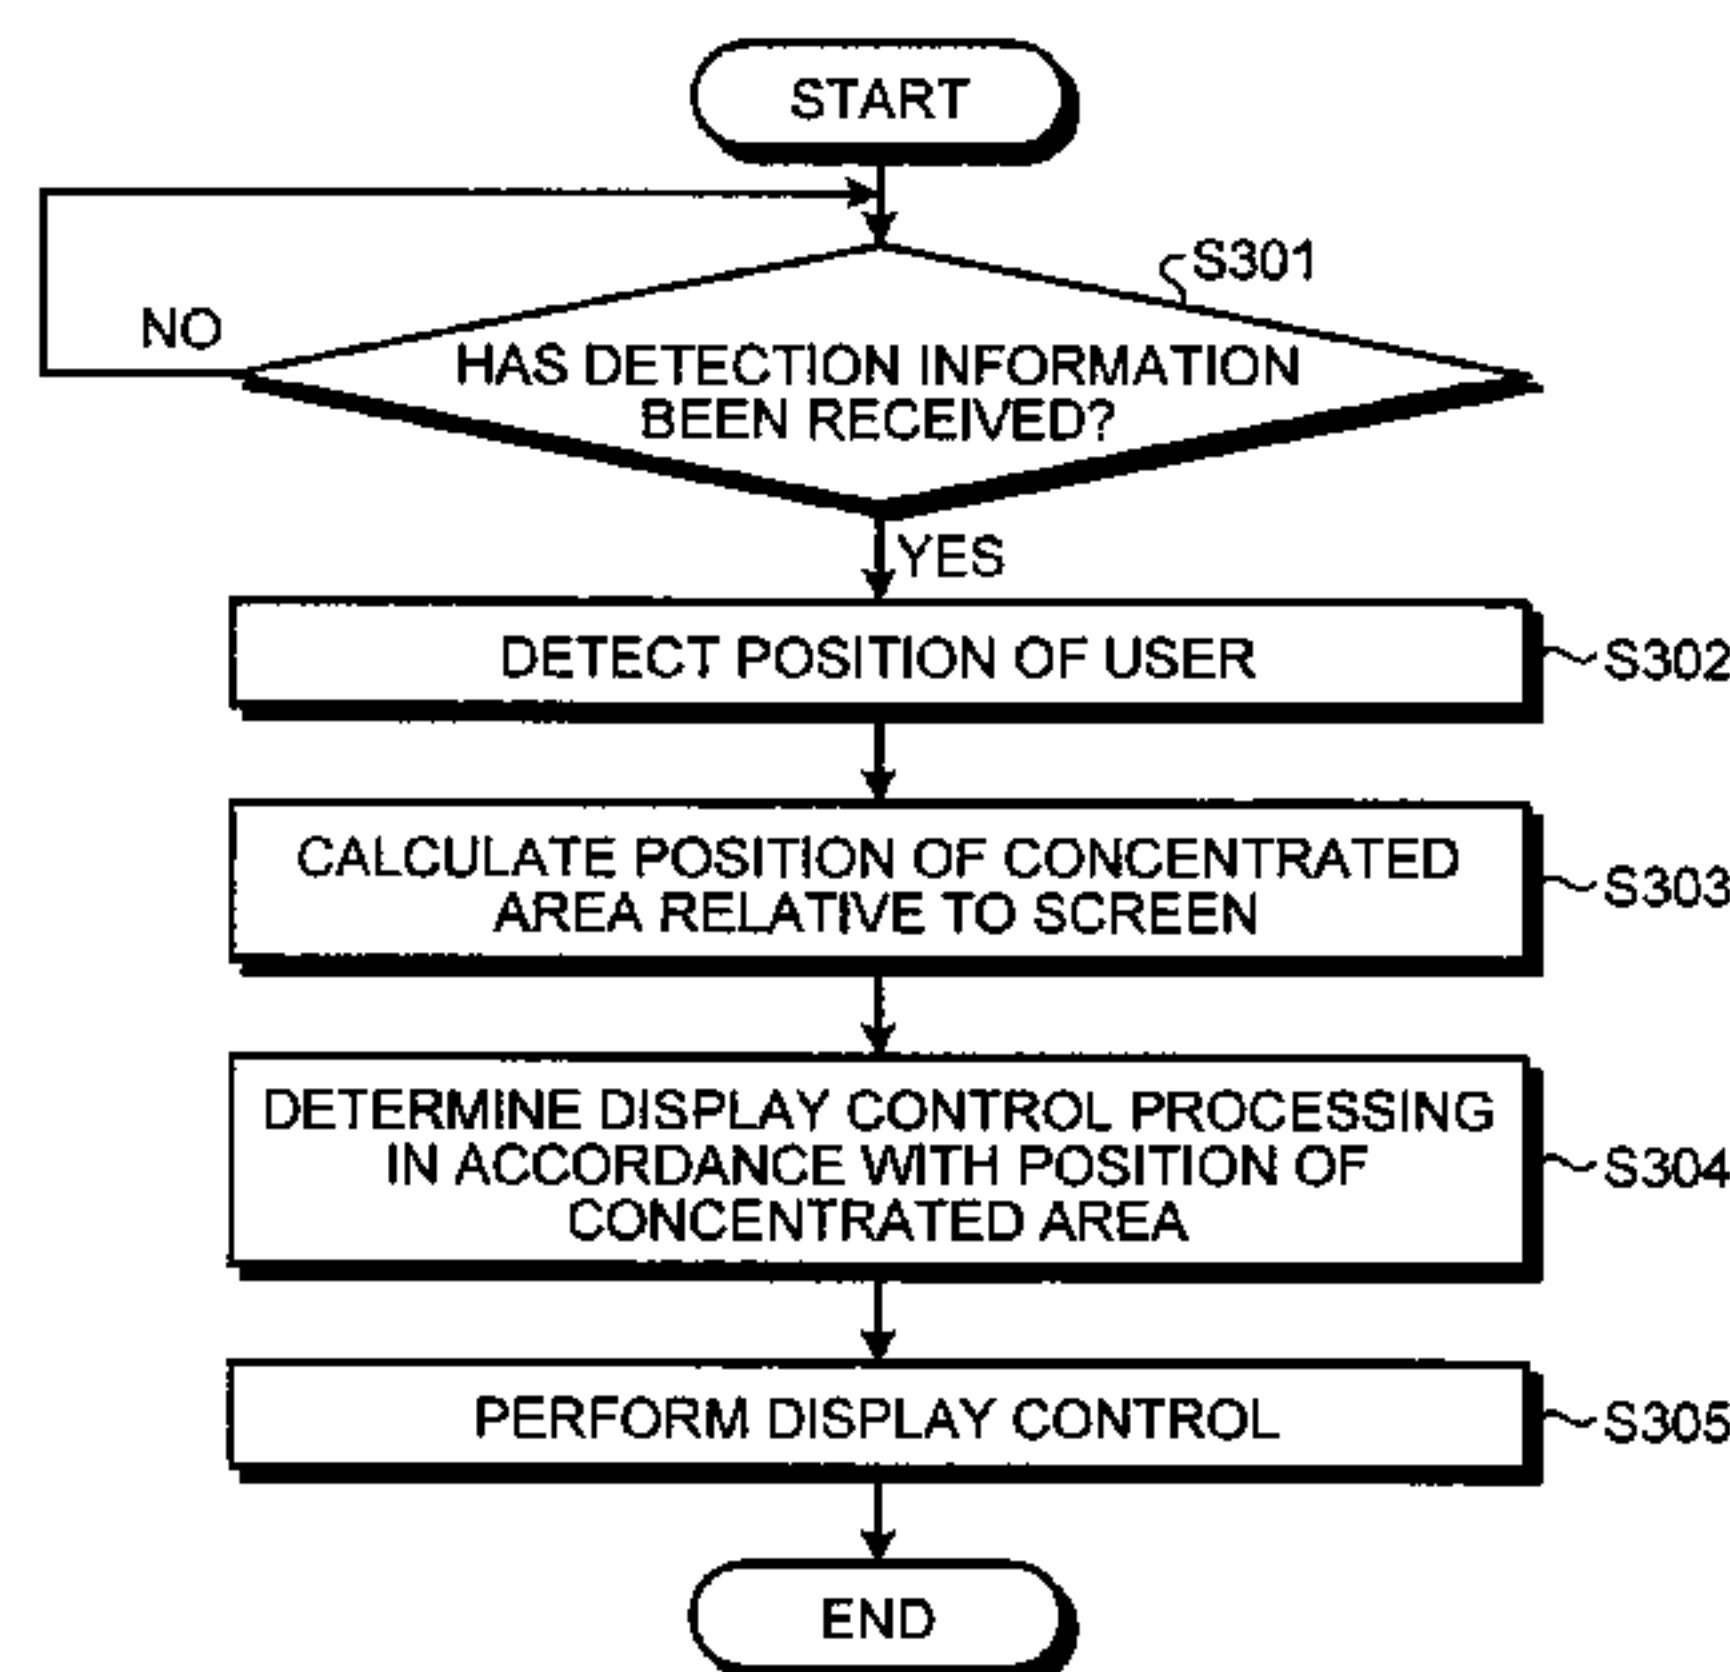 START
S301
NO
HAS DETECTION INFORMATION
BEEN RECEIVED?
YES
DETECT POSITION OF USER
S302
CALCULATE POSITION OF CONCENTRATED
AREA RELATIVE TO SCREEN
S303
DETERMINE DISPLAY CONTROL PROCESSING
IN ACCORDANCE WITH POSITION OF
CONCENTRATED AREA
S304
PERFORM DISPLAY CONTROL
S305
END